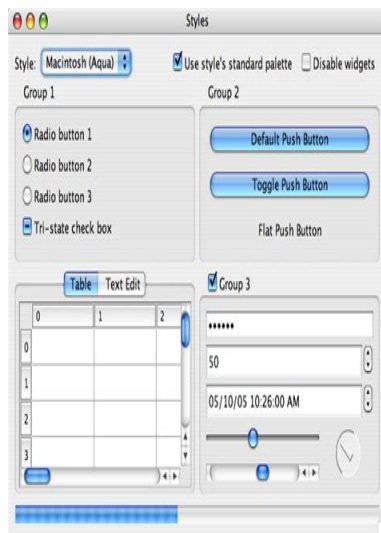 Styles
Style: Macintosh (Aqua) Use style's standard palette Disable widgets
Group 1
Radio button 1
Radio button 2
Radio button 3
Tri-state check box
Group 2
Default Push Button
Toggle Push Button
Flat Push Button
Table Text Edit
0 1 2
0
1
2
3
Group 3
••••••
50
05/10/05 10:26:00 AM